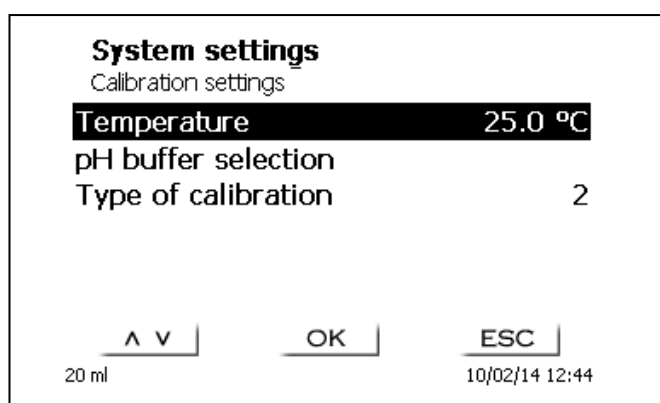 System settings
Calibration settings
Temperature 25.0 ºC
pH buffer selection
Type of calibration 2
∧ ∨ OK ESC
20 ml 10/02/14 12:44